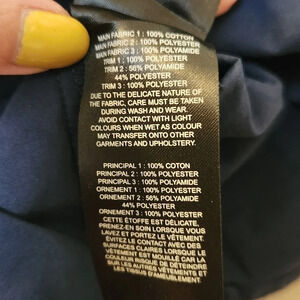 MAIN FABRIC 1 : 100% COTTON
MAIN FABRIC 2 : 100% POLYESTER
MAIN FABRIC 3 : 100% POLYAMIDE
TRIM 1 : 100% POLYESTER
TRIM 2 : 56% POLYAMIDE
44% POLYESTER
TRIM 3 : 100% POLYESTER
DUE TO THE DELICATE NATURE OF
THE FABRIC, CARE MUST BE TAKEN
DURING WASH AND WEAR.
AVOID CONTACT WITH LIGHT
COLOURS WHEN WET AS COLOUR
MAY TRANSFER ONTO OTHER
GARMENTS AND UPHOLSTERY.
PRINCIPAL 1 : 100% COTON
PRINCIPAL 2 : 100% POLYESTER
PRINCIPAL 3 : 100% POLYAMIDE
ORNEMENT 1 : 100% POLYESTER
ORNEMENT 2 : 56% POLYAMIDE
44% POLYESTER
ORNEMENT 3 : 100% POLYESTER
CETTE ÉTOFFE EST DÉLICATE.
PRENEZ-EN SOIN LORSQUE VOUS
LAVEZ ET PORTEZ LE VÊTEMENT.
ÉVITEZ LE CONTACT AVEC DES
SURFACES CLAIRES LORSQUE LE
VÊTEMENT EST MOUILLÉ CAR LA
COULEUR RISQUE DE DÉTEINDRE
SUR LES AUTRES VÊTEMENTS ET
LES TISSUS D'AMEUBLEMENT.